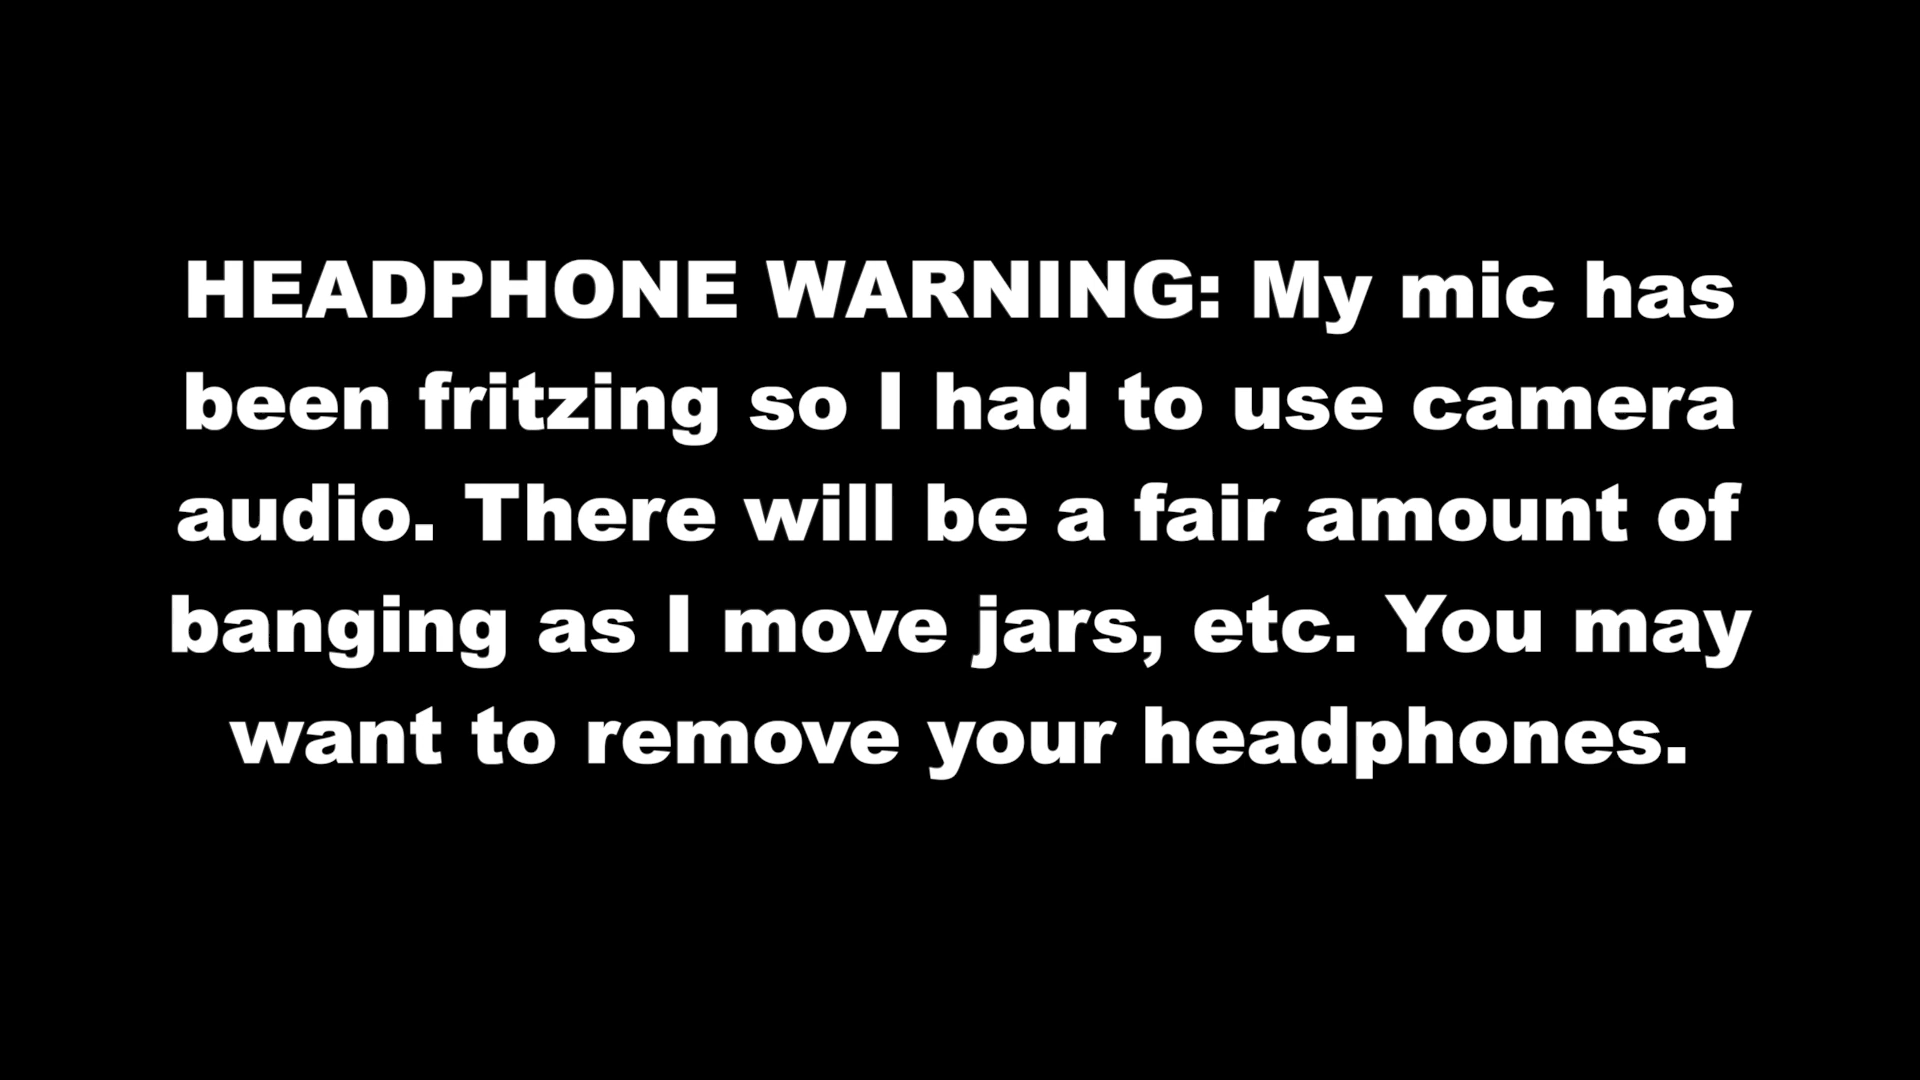 HEADPHONE WARNING: My mic has
been fritzing so I had to use camera
audio. There will be a fair amount of
banging as I move jars, etc. You may
want to remove your headphones.